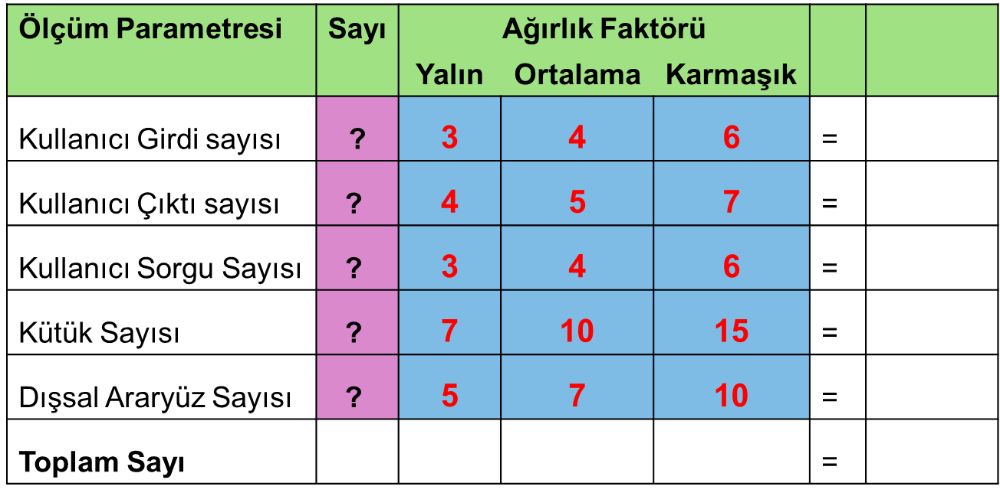 Ölçüm Parametresi Sayı Ağırlık Faktörü
Yalın Ortalama Karmaşık
Kullanıcı Girdi sayısı ? 3 4 6 =
Kullanıcı Çıktı sayısı ? 4 5 7 =
Kullanıcı Sorgu Sayısı ? 3 4 6 =
Kütük Sayısı ? 7 10 15 =
Dışsal Araryüz Sayısı ? 5 7 10 =
Toplam Sayı =